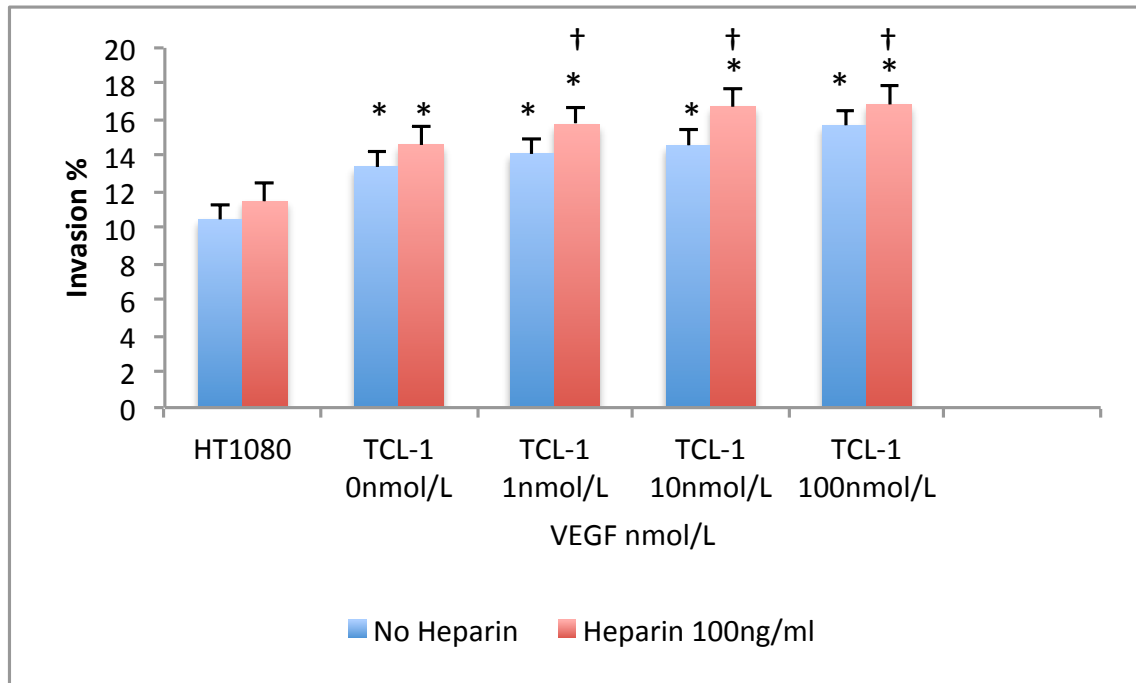 † † †
* * * * * * * *
20
18
16
14
12
10
8
6
4
2
0
Invasion %
HT1080 TCL-1 TCL-1 TCL-1 TCL-1
0nmol/L 1nmol/L 10nmol/L 100nmol/L
VEGF nmol/L
No Heparin Heparin 100ng/ml